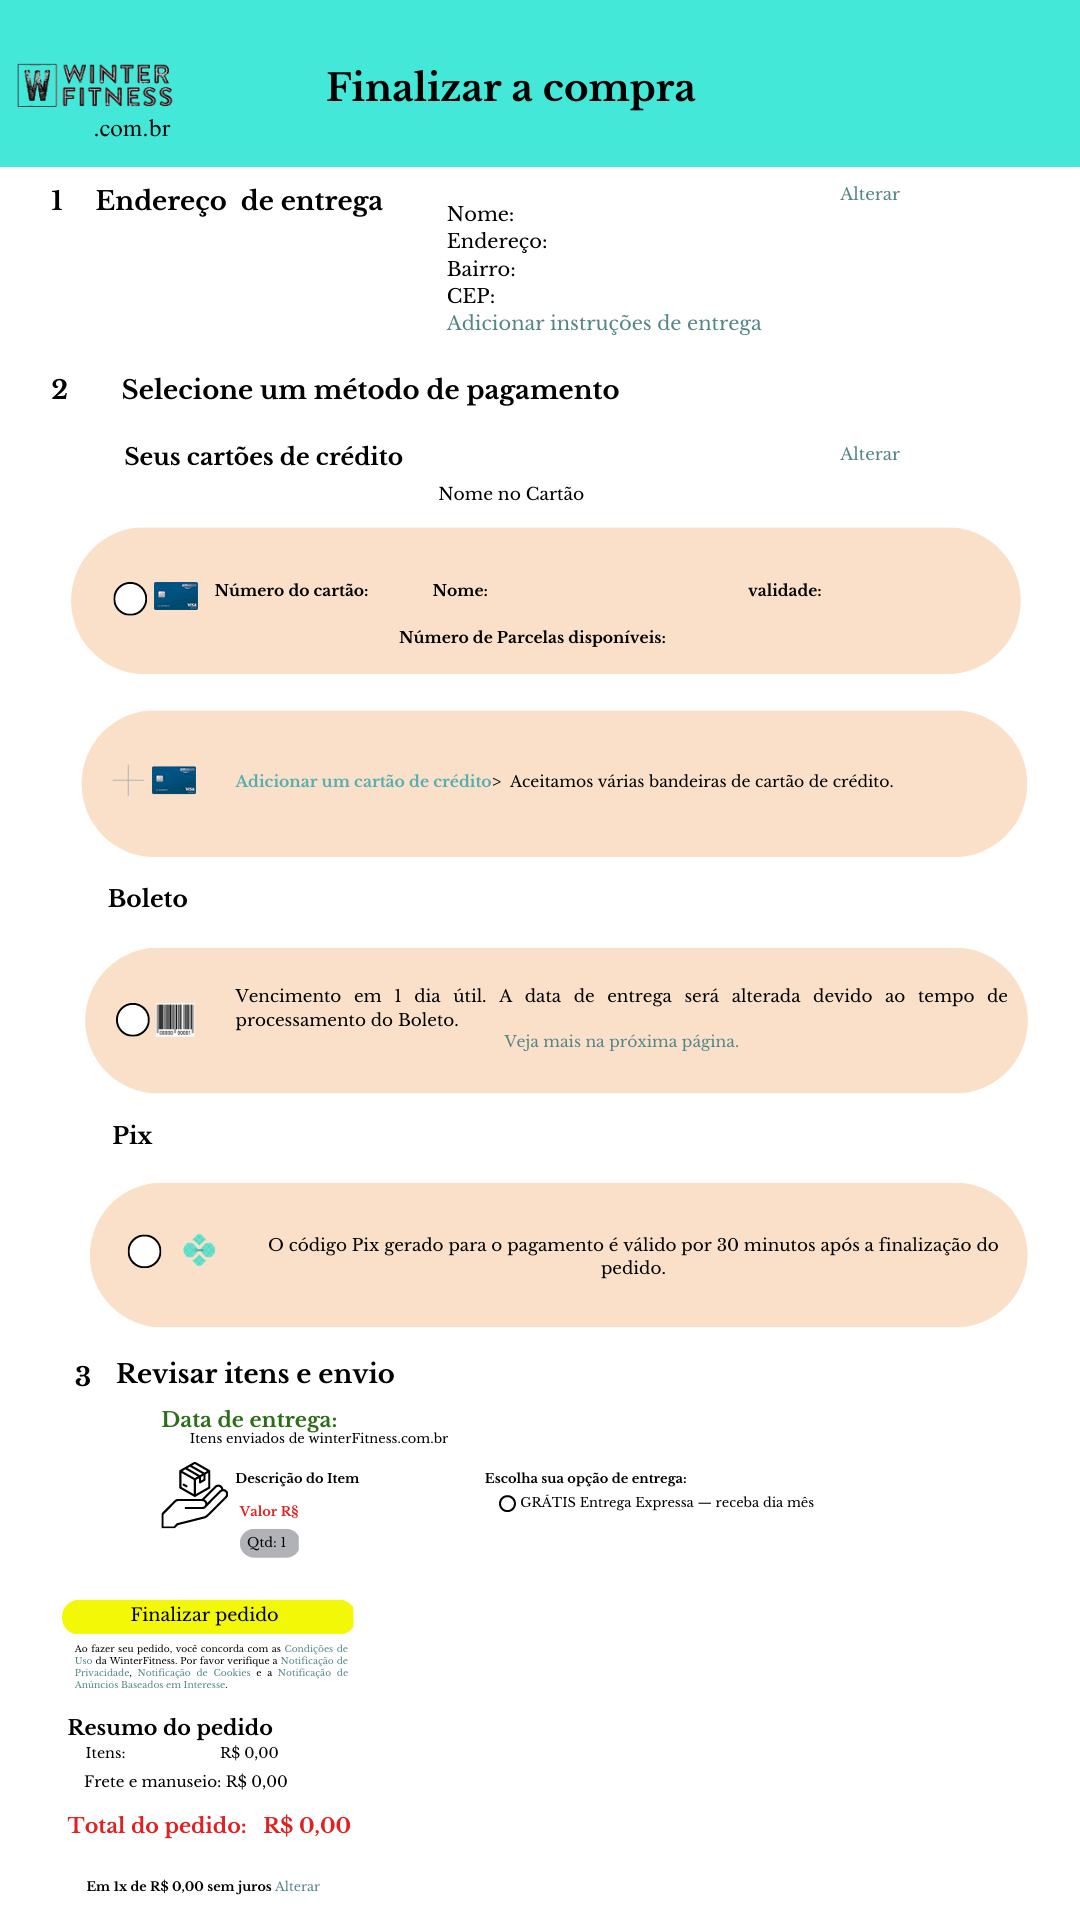 W WINTER
FITNESS
.com.br
Finalizar a compra
1 Endereço de entrega
Alterar
Nome:
Endereço:
Bairro:
CEP:
Adicionar instruções de entrega
2 Selecione um método de pagamento
Seus cartões de crédito
Alterar
Nome no Cartão
Número do cartão: Nome: validade:
Número de Parcelas disponíveis:
Adicionar um cartão de crédito> Aceitamos várias bandeiras de cartão de crédito.
Boleto
Vencimento em 1 dia útil. A data de entrega será alterada devido ao tempo de
processamento do Boleto.
Veja mais na próxima página.
Pix
O código Pix gerado para o pagamento é válido por 30 minutos após a finalização do
pedido.
3 Revisar itens e envio
Data de entrega:
Itens enviados de winterFitness.com.br
Descrição do Item
Valor R§
Qtd: 1
Escolha sua opção de entrega:
GRÁTIS Entrega Expressa — receba dia mês
Finalizar pedido
Ao fazer seu pedido, você concorda com as Condições de
Uso da WinterFitness. Por favor verifique a Notificação de
Privacidade, Notificação de Cookies e a Notificação de
Anúncios Baseados em Interesse.
Resumo do pedido
Itens: R$ 0,00
Frete e manuseio: R$ 0,00
Total do pedido: R$ 0,00
Em 1x de R$ 0,00 sem juros Alterar